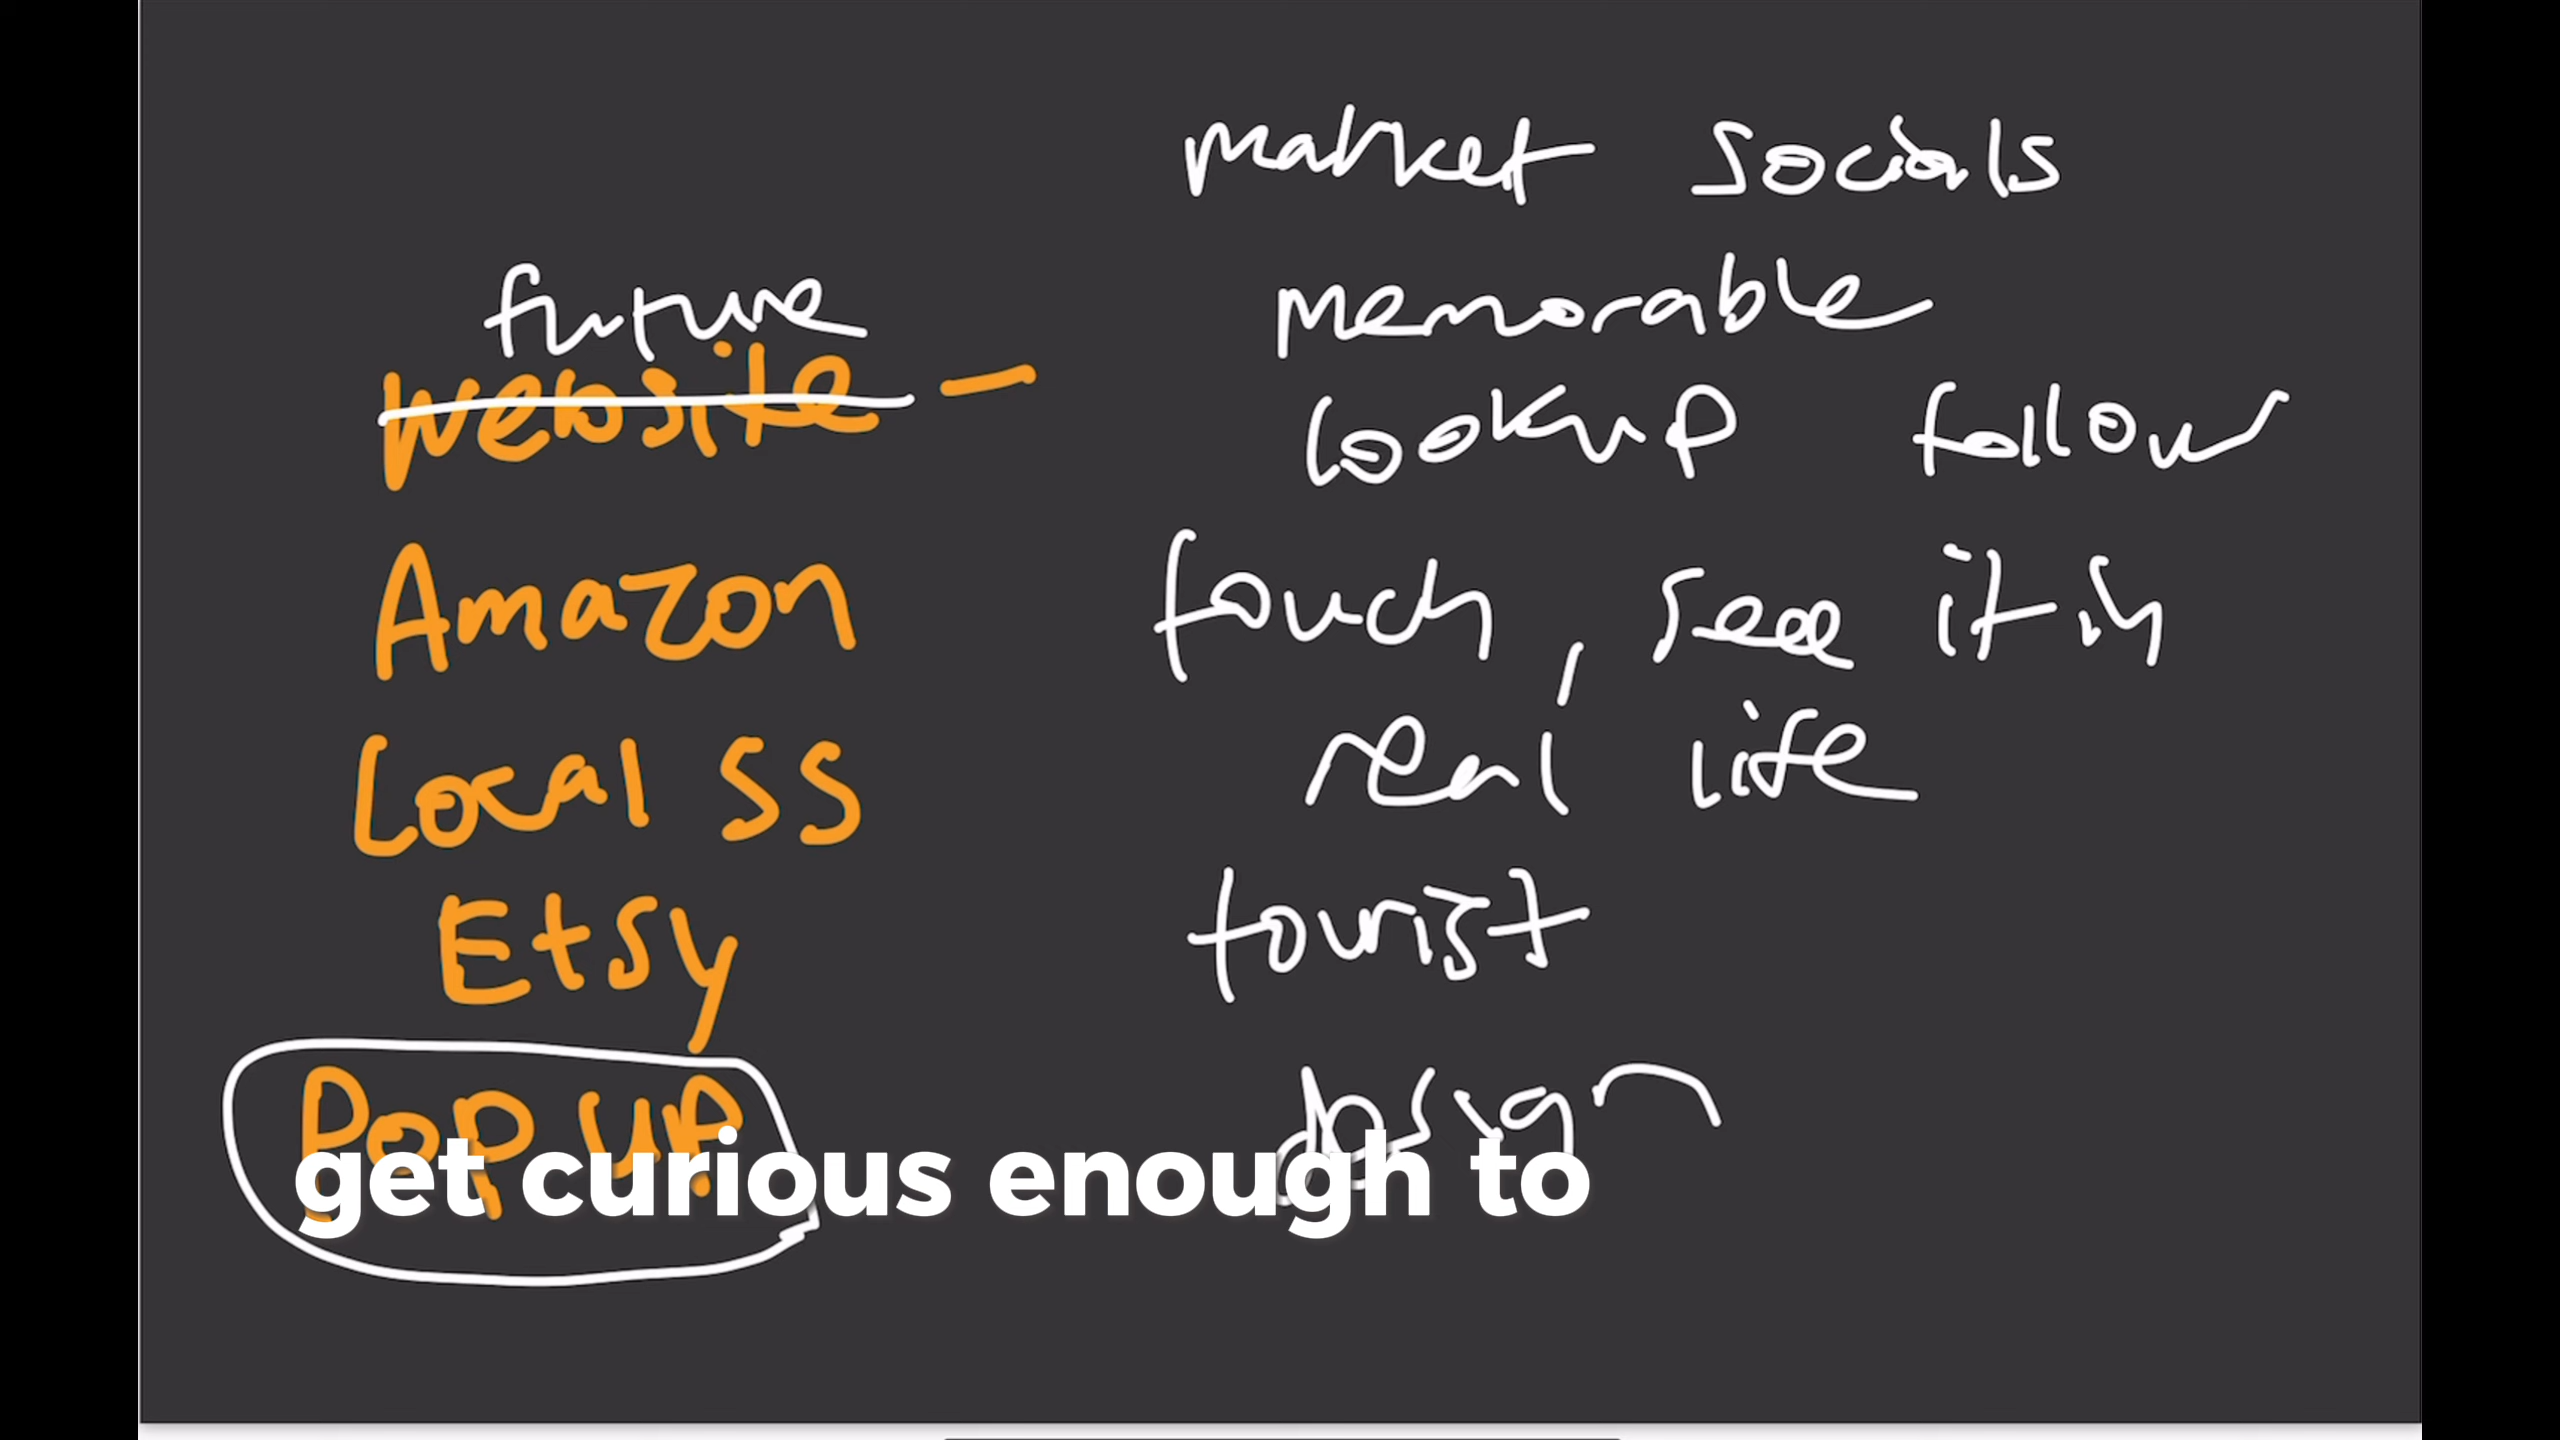 market socials
future
memorable
website -
lookup follow
Amazon
touch, see it in
real life
Local SS
Etsy
tourist
Pop up
design
get curious enough to